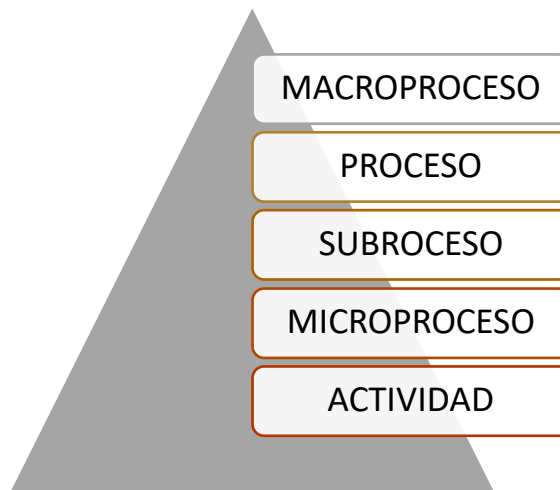 MACROPROCESO
PROCESO
SUBROCESO
MICROPROCESO
ACTIVIDAD